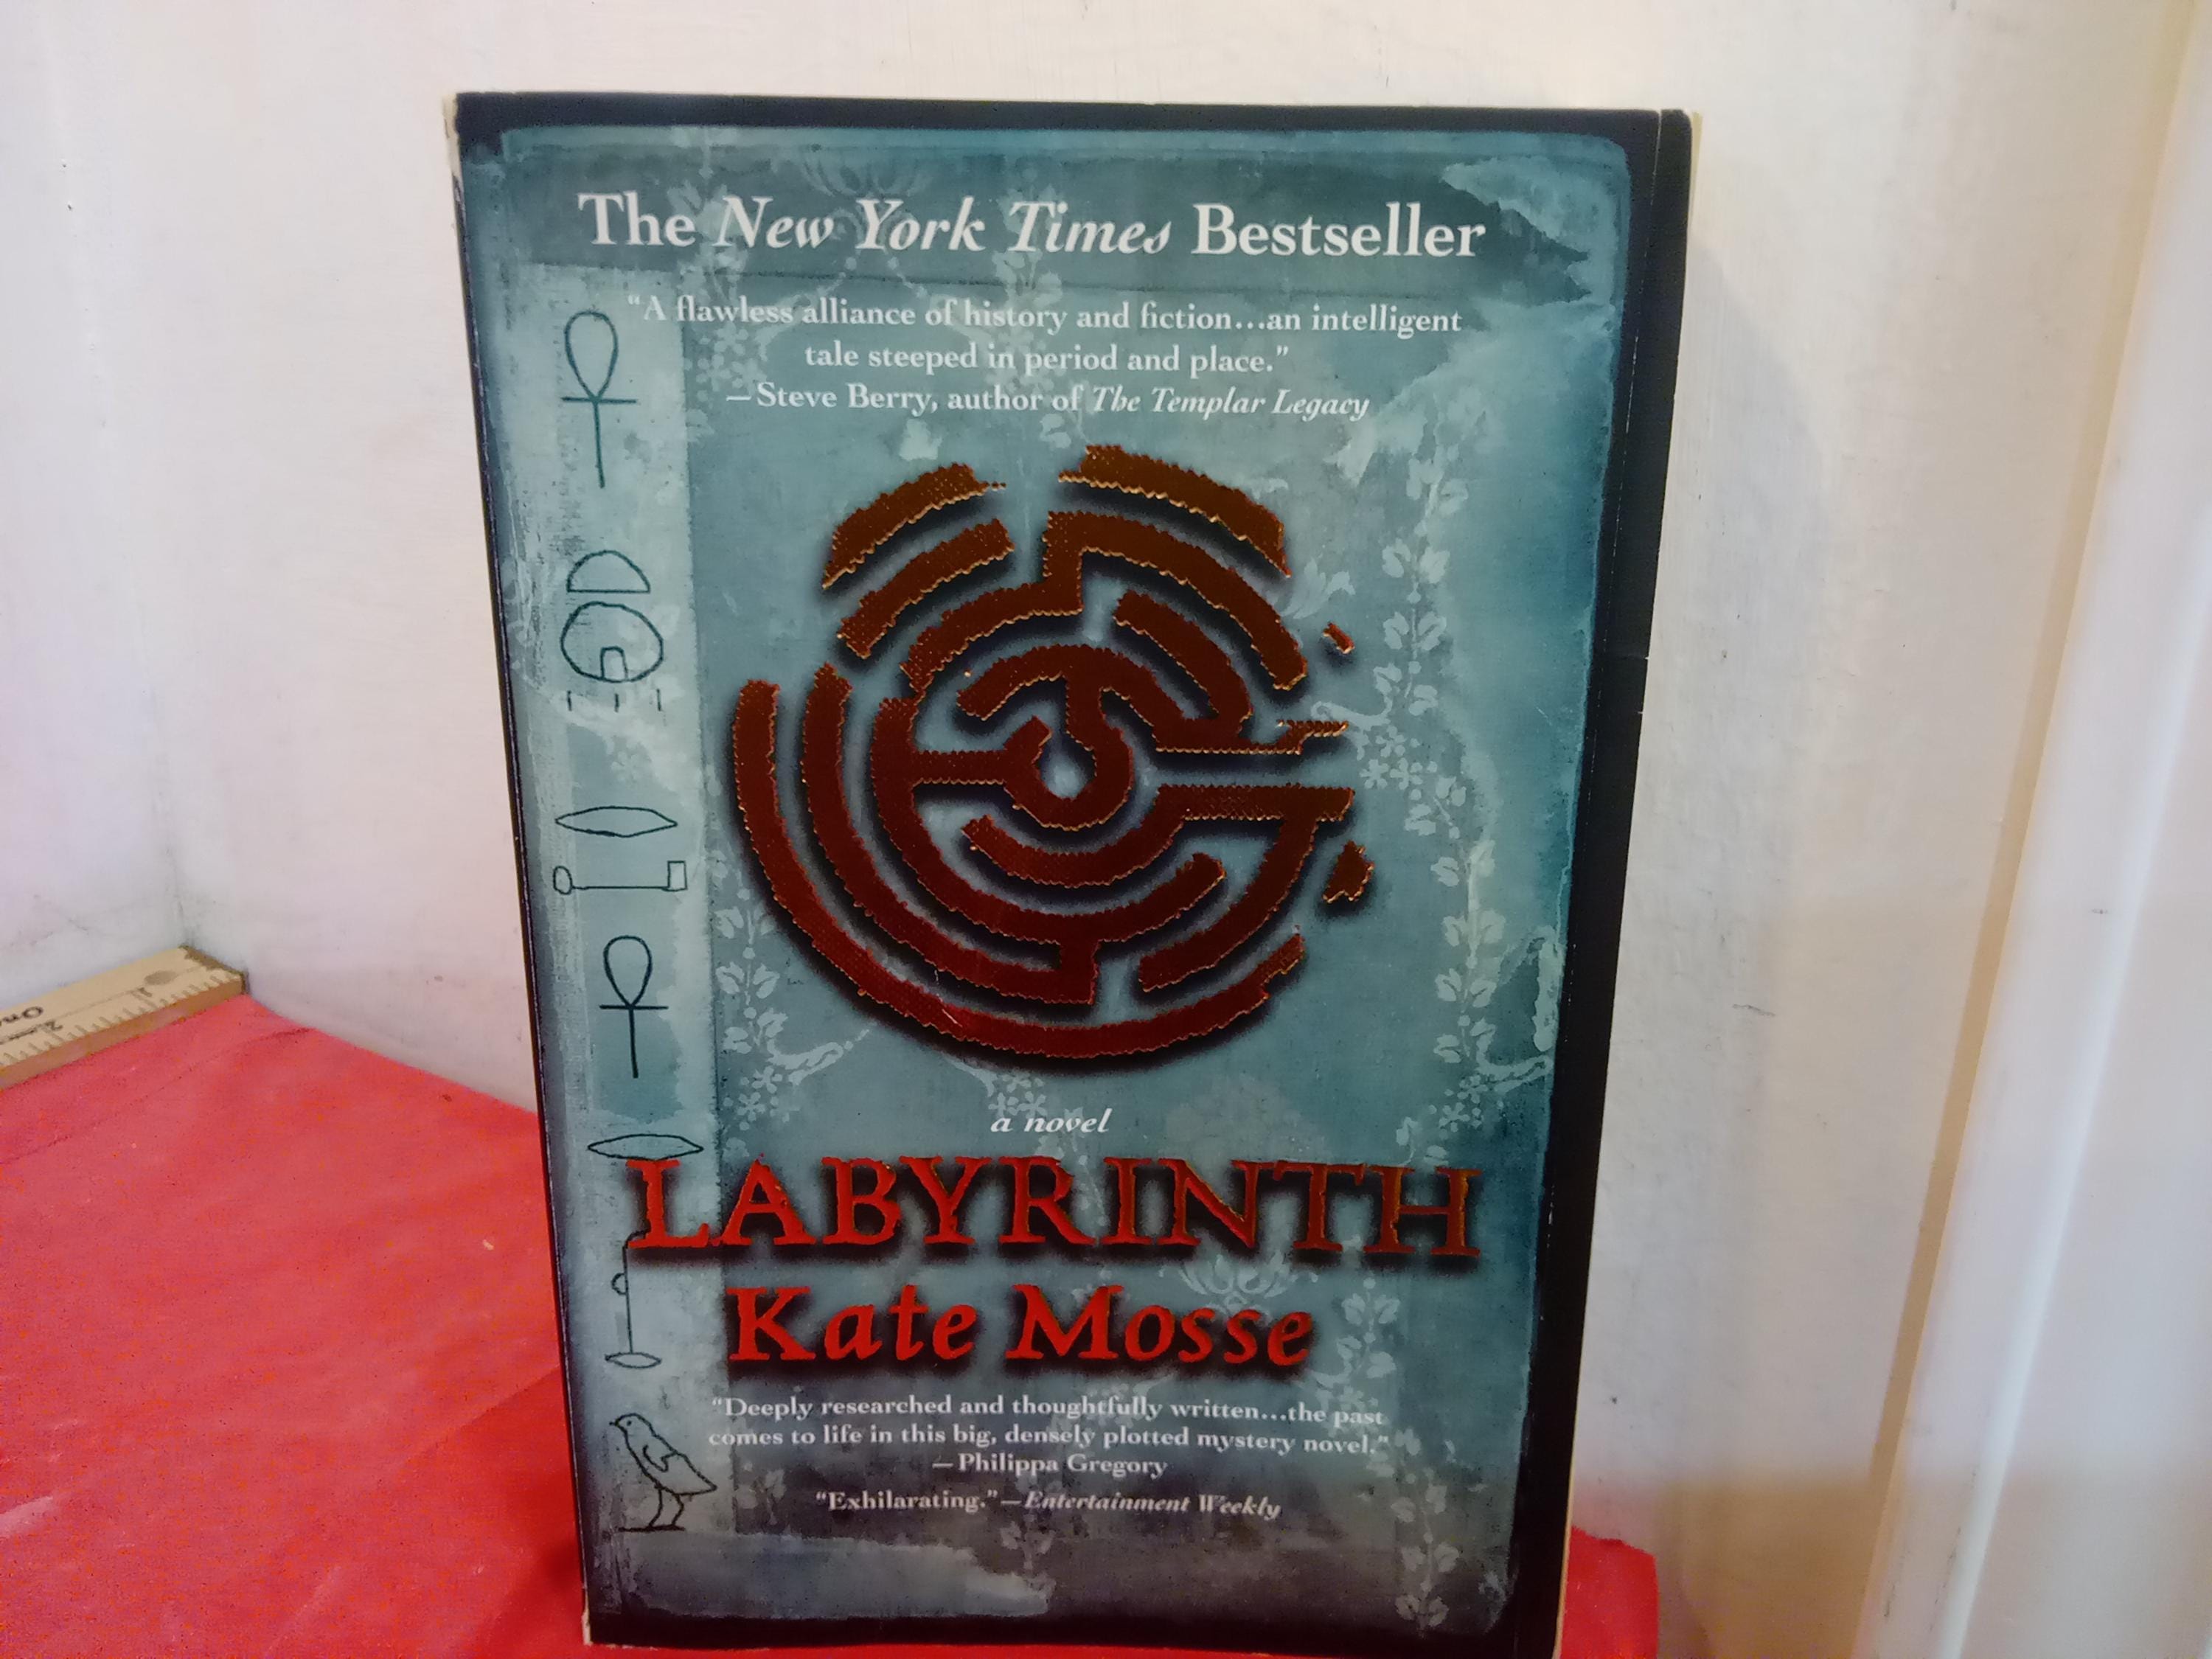 The New York Times Bestseller
“A flawless alliance of history and fiction...an intelligent
tale steeped in period and place.”
—Steve Berry, author of The Templar Legacy
a novel
LABYRINTH
Kate Mosse
“Deeply researched and thoughtfully written...the past
comes to life in this big, densely plotted mystery novel.”
—Philippa Gregory
“Exhilarating.”—Entertainment Weekly
1
2